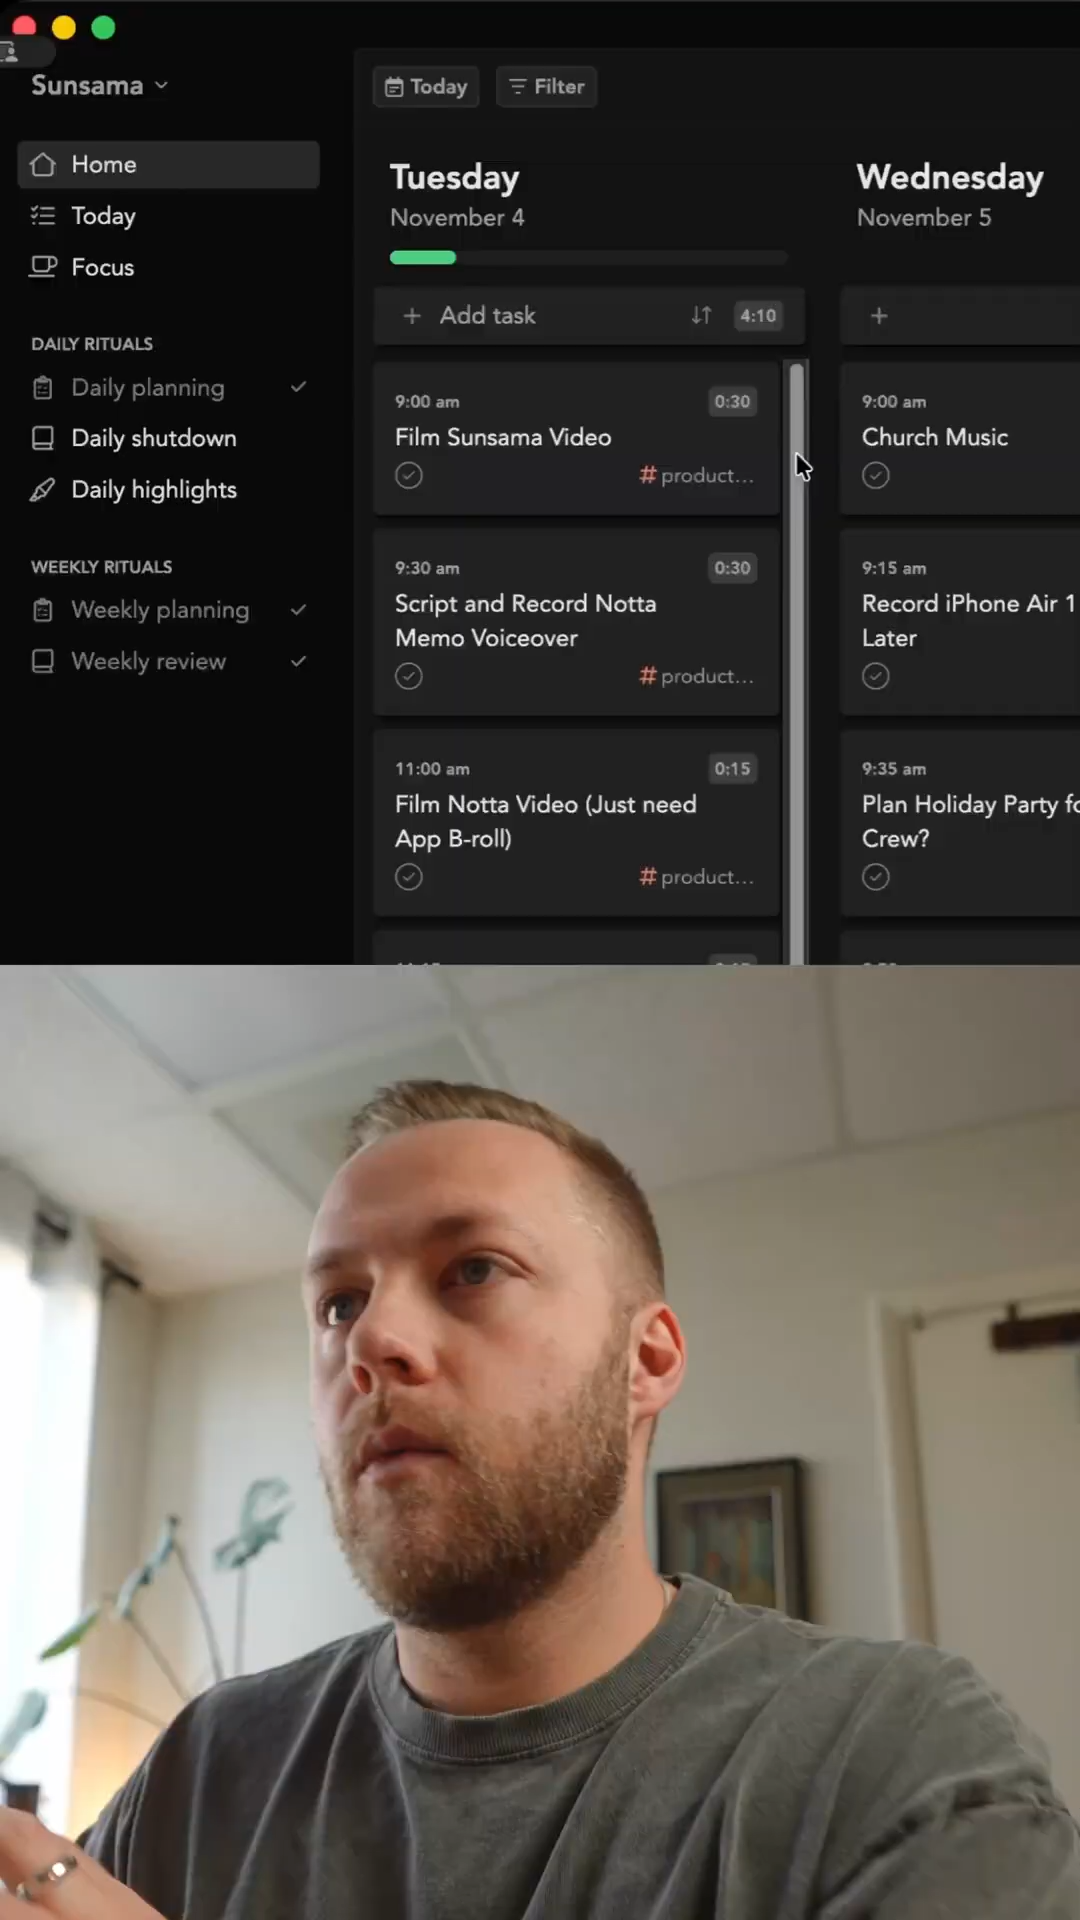 Sunsama
Home
Today
Focus
DAILY RITUALS
Daily planning
Daily shutdown
Daily highlights
WEEKLY RITUALS
Weekly planning
Weekly review
Today
Filter
Tuesday
November 4
Add task
4:10
9:00 am
0:30
Film Sunsama Video
# product...
9:30 am
0:30
Script and Record Notta
Memo Voiceover
# product...
11:00 am
0:15
Film Notta Video (Just need
App B-roll)
# product...
Wednesday
November 5
9:00 am
Church Music
9:15 am
Record iPhone Air 1
Later
9:35 am
Plan Holiday Party fo
Crew?